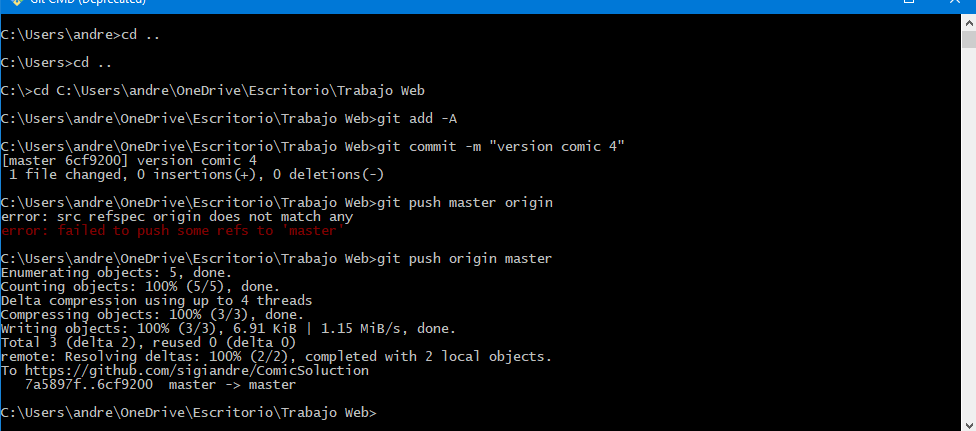 Git CMD (Deprecated)
C:\Users\andre>cd ..
C:\Users>cd ..
C:\>cd C:\Users\andre\OneDrive\Escritorio\Trabajo Web
C:\Users\andre\OneDrive\Escritorio\Trabajo Web>git add -A
C:\Users\andre\OneDrive\Escritorio\Trabajo Web>git commit -m "version comic 4"
[master 6cf9200] version comic 4
 1 file changed, 0 insertions(+), 0 deletions(-)
C:\Users\andre\OneDrive\Escritorio\Trabajo Web>git push master origin
error: src refspec origin does not match any
error: failed to push some refs to 'master'
C:\Users\andre\OneDrive\Escritorio\Trabajo Web>git push origin master
Enumerating objects: 5, done.
Counting objects: 100% (5/5), done.
Delta compression using up to 4 threads
Compressing objects: 100% (3/3), done.
Writing objects: 100% (3/3), 6.91 KiB | 1.15 MiB/s, done.
Total 3 (delta 2), reused 0 (delta 0)
remote: Resolving deltas: 100% (2/2), completed with 2 local objects.
To https://github.com/sigiandre/ComicSoluction
   7a5897f..6cf9200  master -> master
C:\Users\andre\OneDrive\Escritorio\Trabajo Web>